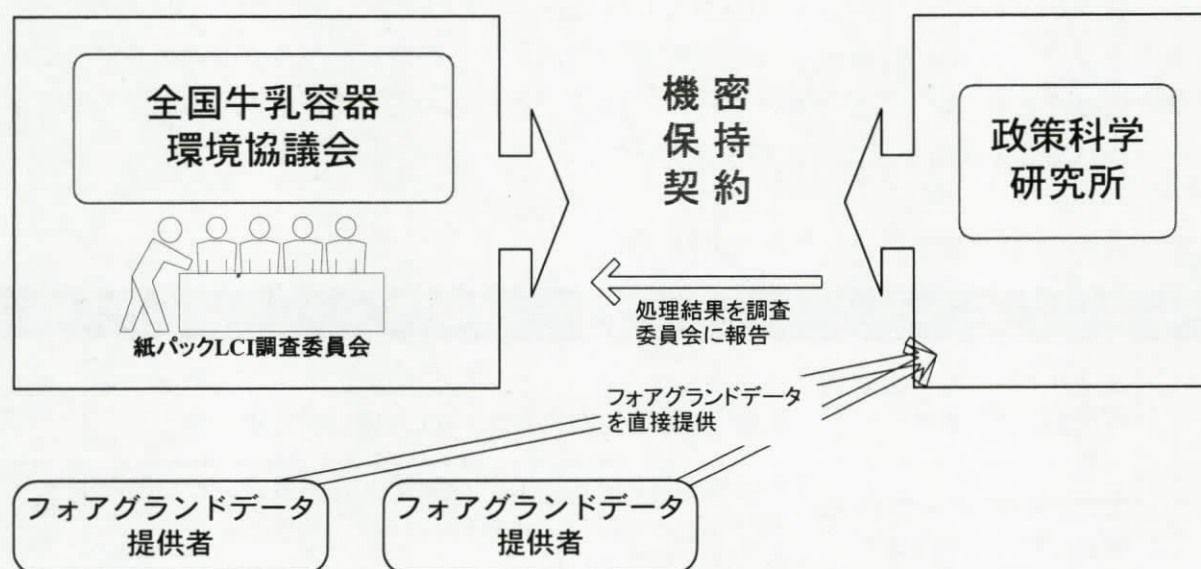 全国牛乳容器
環境協議会
紙パックLCI調査委員会
機密
保持
契約
政策科学
研究所
処理結果を調査
委員会に報告
フォアグランドデータ
を直接提供
フォアグランドデータ
提供者
フォアグランドデータ
提供者